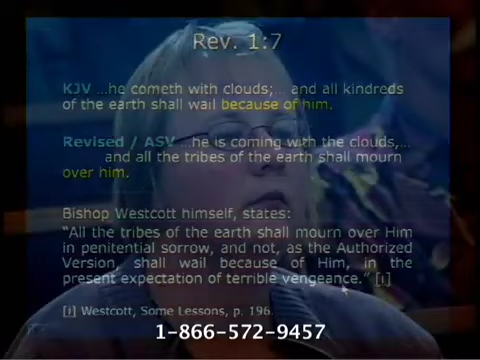 Rev. 1:7
KJV ...he cometh with clouds;... and all kindreds
of the earth shall wail because of him.
Revised / ASV ...he is coming with the clouds,...
and all the tribes of the earth shall mourn
over him.
Bishop Westcott himself, states:
“All the tribes of the earth shall mourn over Him
in penitential sorrow, and not, as the Authorized
Version, shall wail because of Him, in the
present expectation of terrible vengeance.” [i]
[i] Westcott, Some Lessons, p. 196.
1-866-572-9457